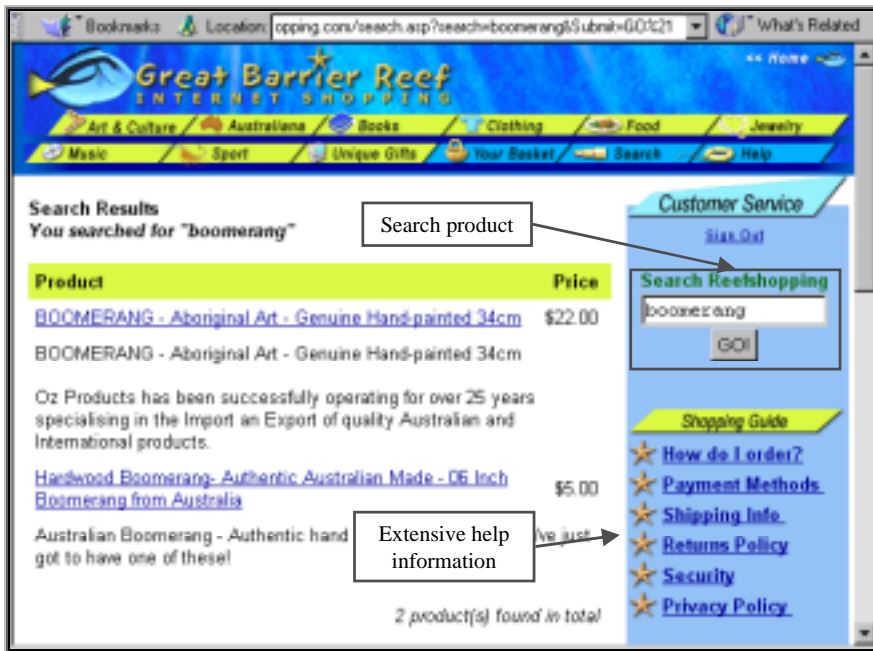 Bookmarks Location: opping.com/search.asp?search=boomerang&Submit=GO%21 What's Related
<< Home
Great Barrier Reef
INTERNET SHOPPING
Art & Culture Australiana Books Clothing Food Jewelry
Music Sport Unique Gifts Your Basket Search Help
Search Results
You searched for "boomerang"
Search product
Customer Service
Sign Out
Product Price
Search Reefshopping
boomerang
GO!
BOOMERANG - Aboriginal Art - Genuine Hand-painted 34cm $22.00
BOOMERANG - Aboriginal Art - Genuine Hand-painted 34cm
Oz Products has been successfully operating for over 25 years
specialising in the Import an Export of quality Australian and
International products.
Hardwood Boomerang- Authentic Australian Made - 06 Inch
Boomerang from Australia $5.00
Australian Boomerang - Authentic hand 've just
got to have one of these!
2 product(s) found in total
Extensive help
information
Shopping Guide
How do I order?
Payment Methods
Shipping Info
Returns Policy
Security
Privacy Policy